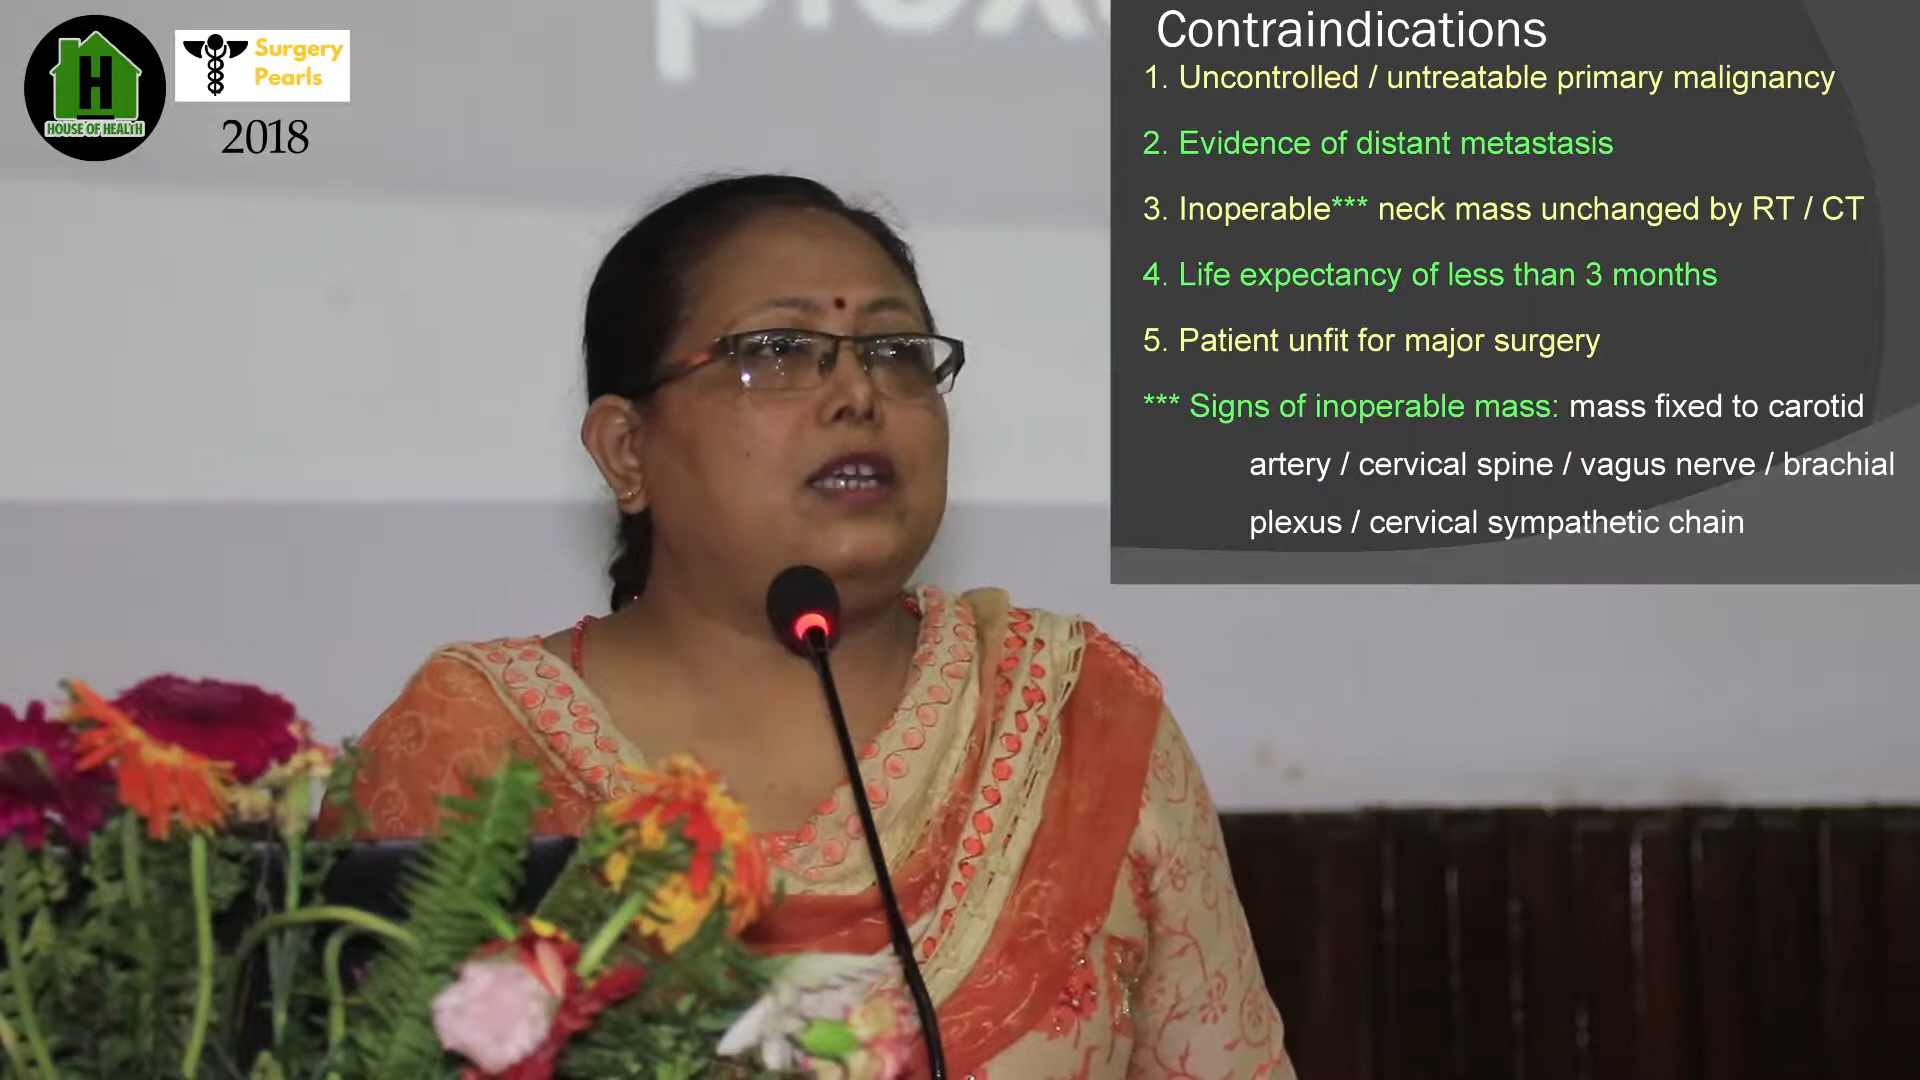 HOUSE OF HEALTH
Surgery
Pearls
2018
Contraindications
1. Uncontrolled / untreatable primary malignancy
2. Evidence of distant metastasis
3. Inoperable*** neck mass unchanged by RT / CT
4. Life expectancy of less than 3 months
5. Patient unfit for major surgery
*** Signs of inoperable mass: mass fixed to carotid
artery / cervical spine / vagus nerve / brachial
plexus / cervical sympathetic chain